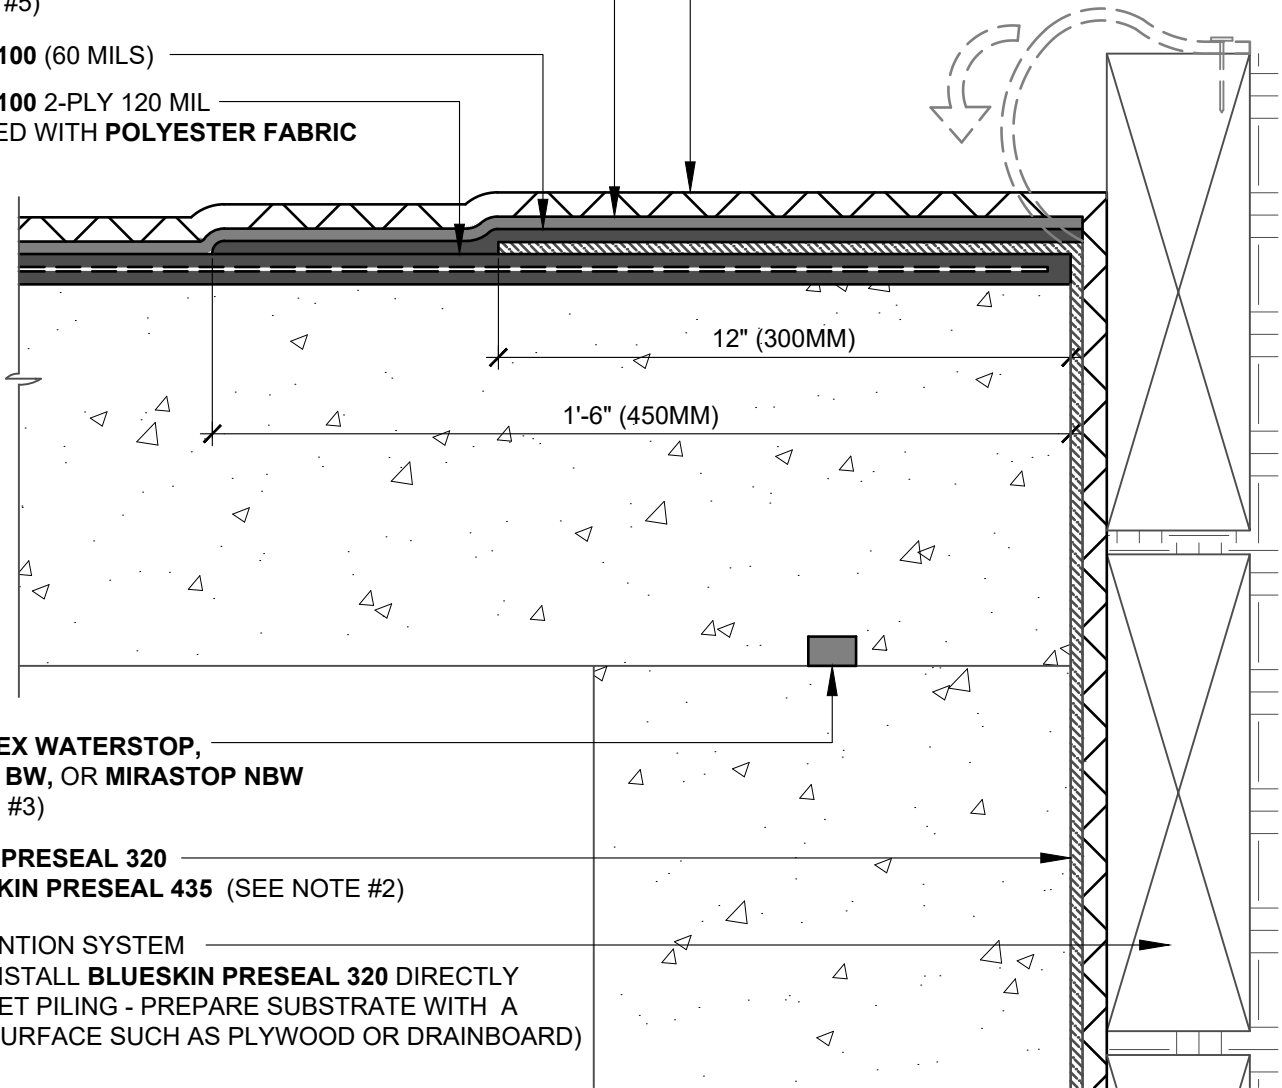 #5)
100 (60 MILS)
100 2-PLY 120 MIL
ED WITH POLYESTER FABRIC
12" (300MM)
1'-6" (450MM)
EX WATERSTOP,
BW, OR MIRASTOP NBW
#3)
PRESEAL 320
KIN PRESEAL 435 (SEE NOTE #2)
NTION SYSTEM
NSTALL BLUESKIN PRESEAL 320 DIRECTLY
ET PILING - PREPARE SUBSTRATE WITH A
URFACE SUCH AS PLYWOOD OR DRAINBOARD)